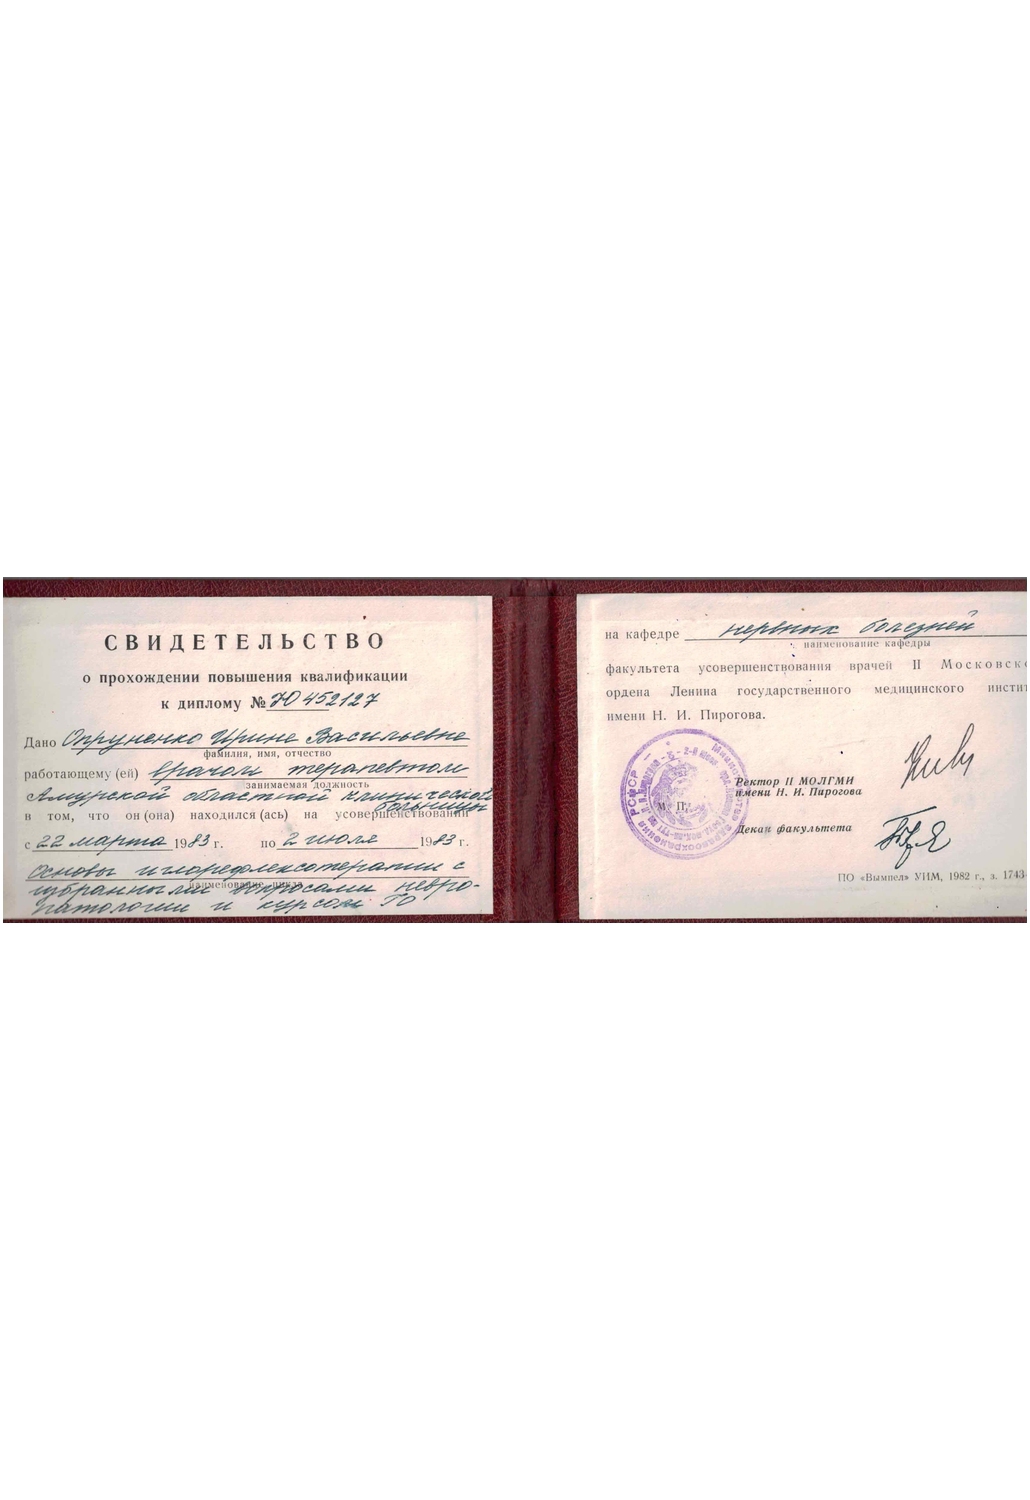 СВИДЕТЕЛЬСТВО
о прохождении повышения квалификации
к диплому № Ю 452127
Дано Опруненко Ирине Васильевне
фамилия, имя, отчество
работающему (ей) врачом терапевтом
занимаемая должность
Амурской областной клинической
больницы
в том, что он (она) находился (ась) на усовершенствовании
с 22 марта 1983 г. по 2 июля 1983 г.
Основы иглорефлексотерапии с
наименование цикла
избранными вопросами невро-
патологии и курсом ГО
на кафедре нервных болезней
наименование кафедры
факультета усовершенствования врачей II Московско
ордена Ленина государственного медицинского инсти
имени Н. И. Пирогова.
Ректор II МОЛГМИ
имени Н. И. Пирогова
М. П.
Декан факультета
ПО «Вымпел» УИМ, 1982 г., з. 1743